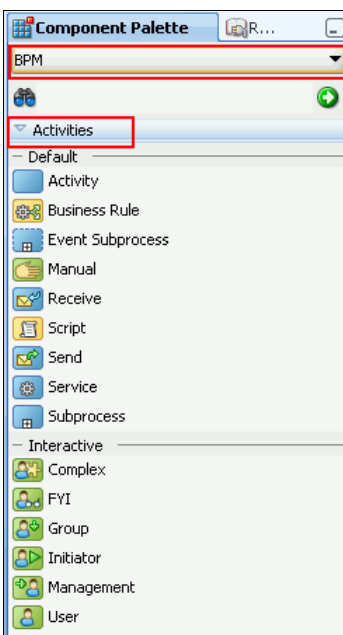 Component Palette R...
BPM
Activities
Default
Activity
Business Rule
Event Subprocess
Manual
Receive
Script
Send
Service
Subprocess
Interactive
Complex
FYI
Group
Initiator
Management
User